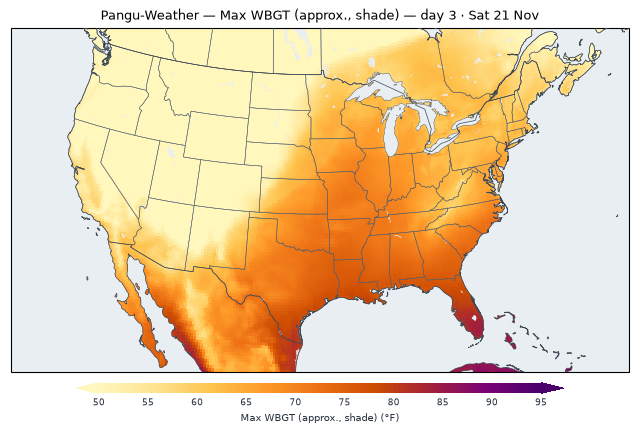 Pangu-Weather — Max WBGT (approx., shade) — day 3 · Sat 21 Nov
50 55 60 65 70 75 80 85 90 95
Max WBGT (approx., shade) (°F)